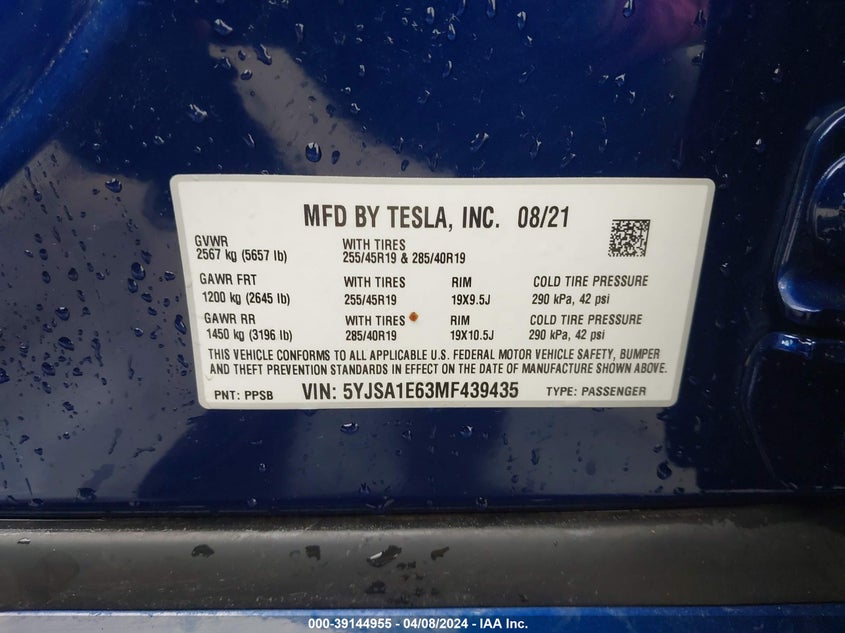 MFD BY TESLA, INC. 08/21
GVWR
2567 kg (5657 lb)
WITH TIRES
255/45R19 & 285/40R19
GAWR FRT
1200 kg (2645 lb)
WITH TIRES
255/45R19
RIM
19X9.5J
COLD TIRE PRESSURE
290 kPa, 42 psi
GAWR RR
1450 kg (3196 lb)
WITH TIRES
285/40R19
RIM
19X10.5J
COLD TIRE PRESSURE
290 kPa, 42 psi
THIS VEHICLE CONFORMS TO ALL APPLICABLE U.S. FEDERAL MOTOR VEHICLE SAFETY, BUMPER
AND THEFT PREVENTION STANDARDS IN EFFECT ON THE DATE OF MANUFACTURE SHOWN ABOVE.
PNT: PPSB VIN: 5YJSA1E63MF439435 TYPE: PASSENGER
000-39144955 - 04/08/2024 - IAA Inc.